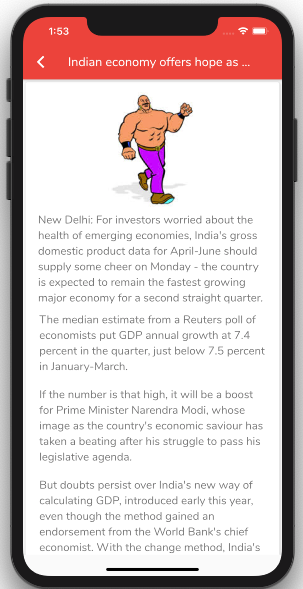 1:53
Indian economy offers hope as ...
New Delhi: For investors worried about the
health of emerging economies, India's gross
domestic product data for April-June should
supply some cheer on Monday - the country
is expected to remain the fastest growing
major economy for a second straight quarter.
The median estimate from a Reuters poll of
economists put GDP annual growth at 7.4
percent in the quarter, just below 7.5 percent
in January-March.
If the number is that high, it will be a boost
for Prime Minister Narendra Modi, whose
image as the country's economic saviour has
taken a beating after his struggle to pass his
legislative agenda.
But doubts persist over India's new way of
calculating GDP, introduced early this year,
even though the method gained an
endorsement from the World Bank's chief
economist. With the change method, India's